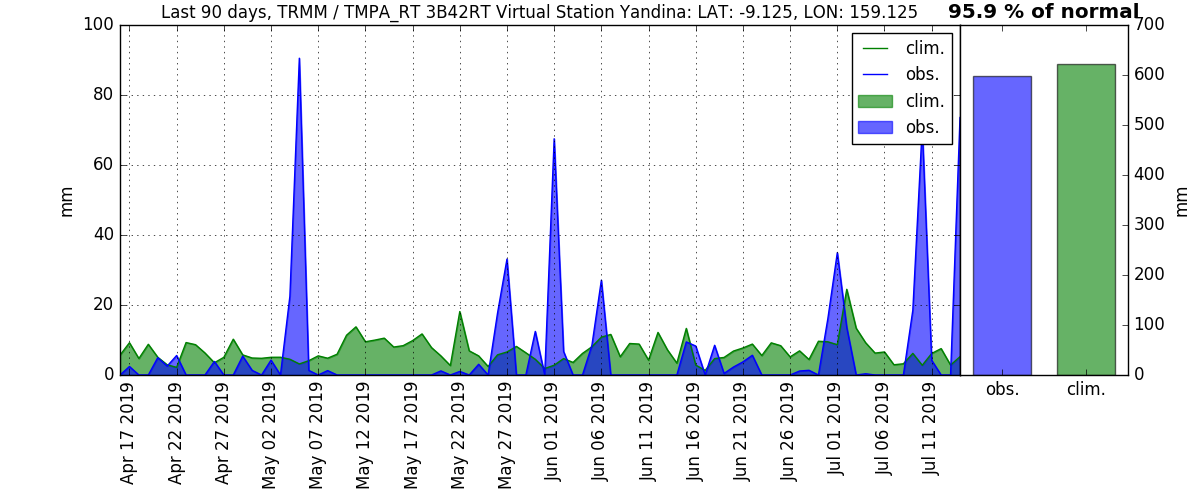 Last 90 days, TRMM / TMPA_RT 3B42RT Virtual Station Yandina: LAT: -9.125, LON: 159.125
95.9 % of normal
100
80
60
40
20
0
mm
clim.
obs.
clim.
obs.
700
600
500
400
300
200
100
0
mm
Apr 17 2019
Apr 22 2019
Apr 27 2019
May 02 2019
May 07 2019
May 12 2019
May 17 2019
May 22 2019
May 27 2019
Jun 01 2019
Jun 06 2019
Jun 11 2019
Jun 16 2019
Jun 21 2019
Jun 26 2019
Jul 01 2019
Jul 06 2019
Jul 11 2019
obs.
clim.